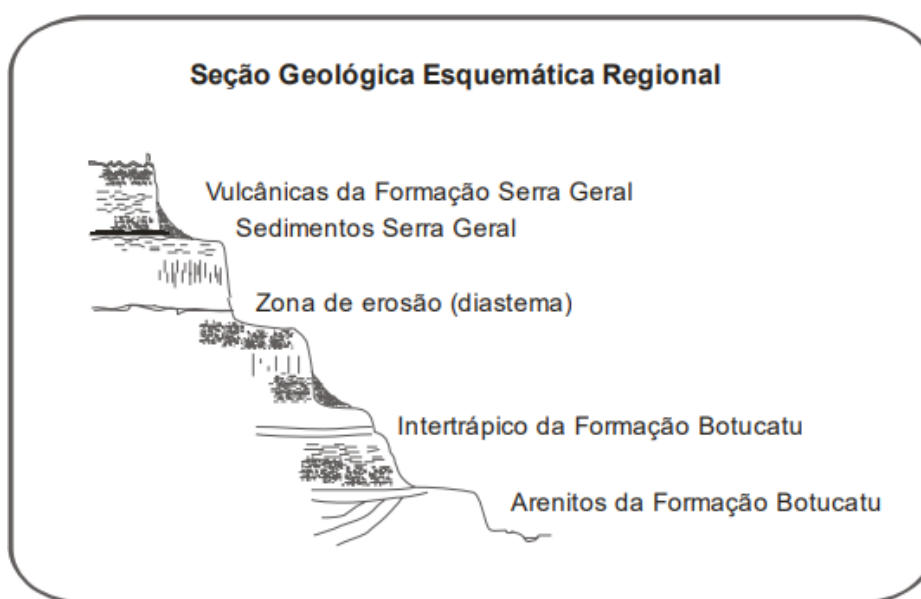 Seção Geológica Esquemática Regional
Vulcânicas da Formação Serra Geral
Sedimentos Serra Geral
Zona de erosão (diastema)
Intertrápico da Formação Botucatu
Arenitos da Formação Botucatu